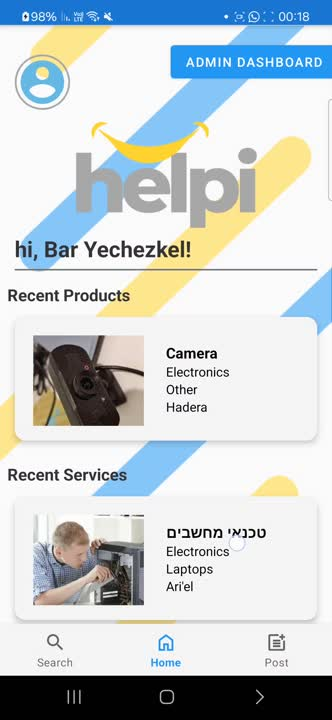 98% 00:18
ADMIN DASHBOARD
helpi
hi, Bar Yechezkel!
Recent Products
Camera
Electronics
Other
Hadera
Recent Services
טכנאי מחשבים
Electronics
Laptops
Ari'el
Search Home Post